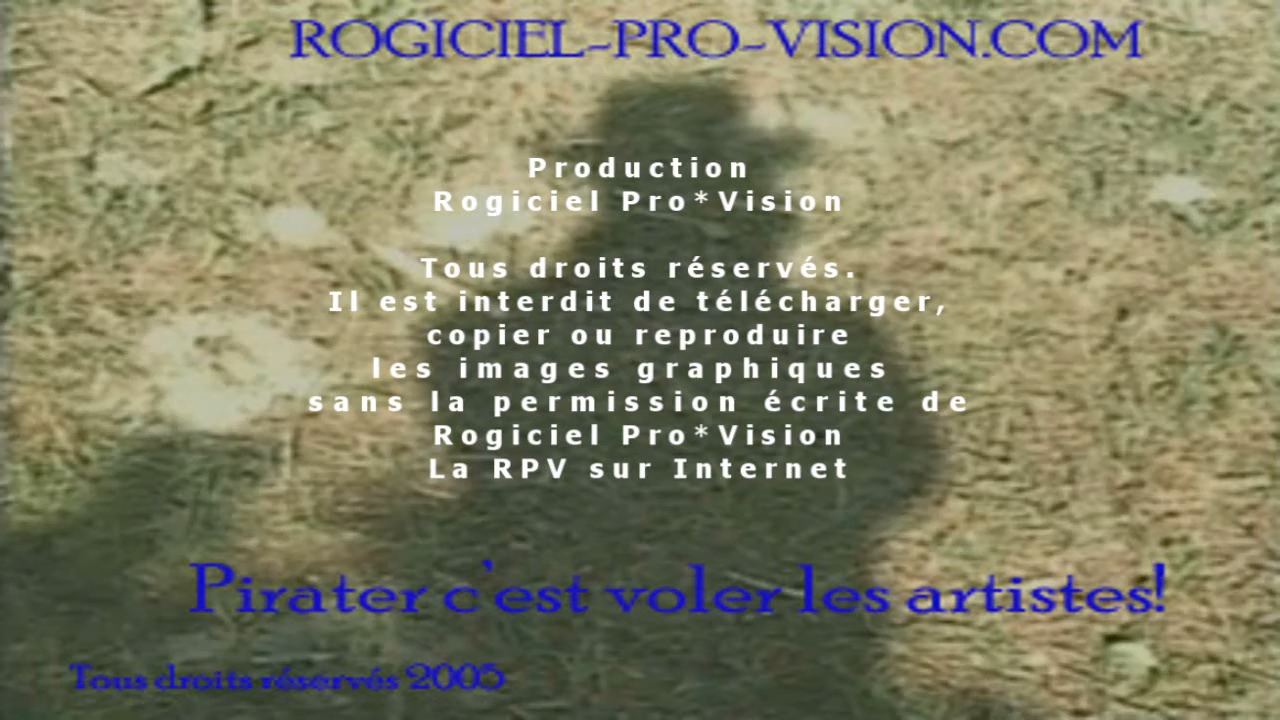 ROGICIEL-PRO-VISION.COM
Production
Rogiciel Pro*Vision
Tous droits réservés.
Il est interdit de télécharger,
copier ou reproduire
les images graphiques
sans la permission écrite de
Rogiciel Pro*Vision
La RPV sur Internet
Pirater c'est voler les artistes!
Tous droits réservés 2005